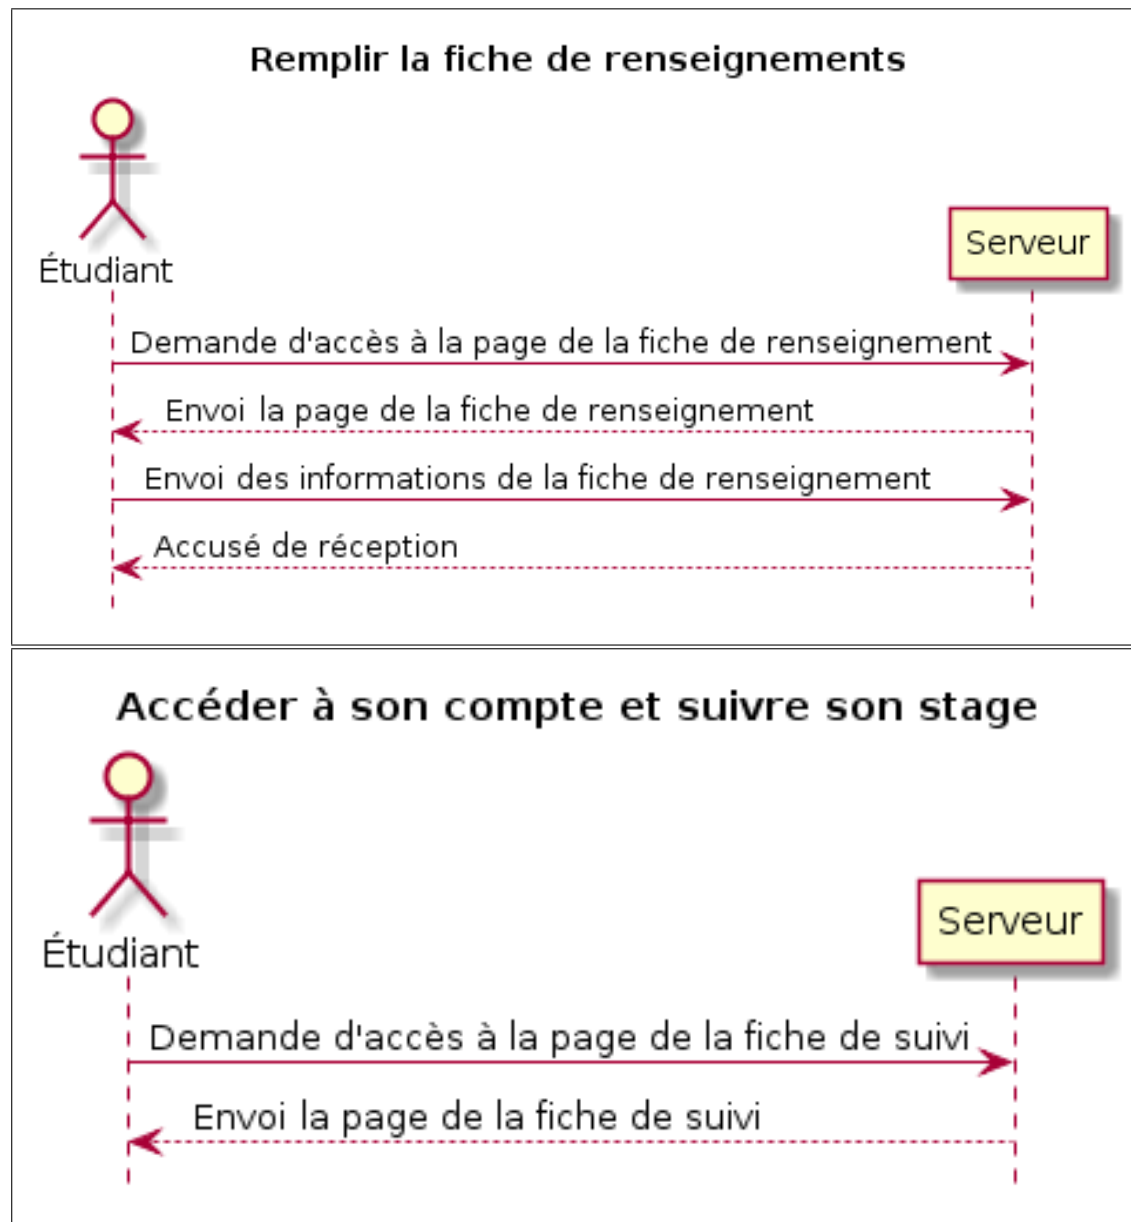 Remplir la fiche de renseignements
Étudiant
Serveur
Demande d'accès à la page de la fiche de renseignement
Envoi la page de la fiche de renseignement
Envoi des informations de la fiche de renseignement
Accusé de réception
Accéder à son compte et suivre son stage
Étudiant
Serveur
Demande d'accès à la page de la fiche de suivi
Envoi la page de la fiche de suivi